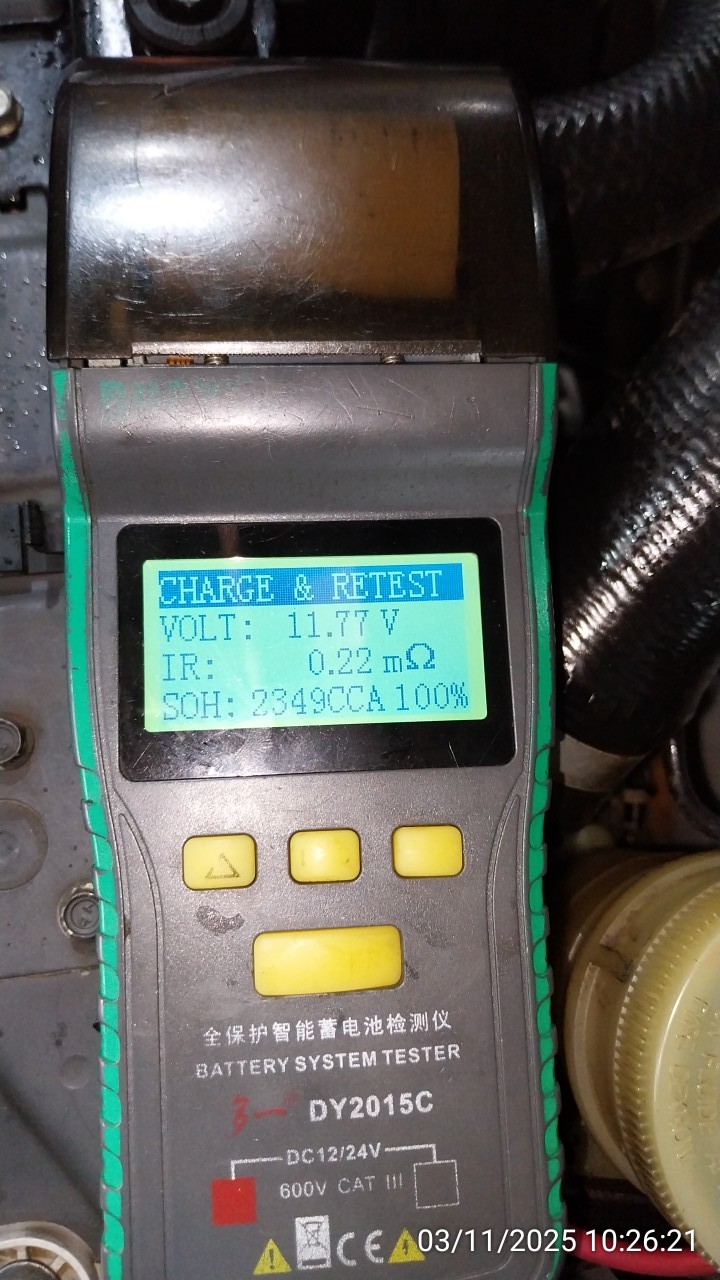 CHARGE & RETEST
VOLT: 11.77 V
IR: 0.22 mΩ
SOH: 2349CCA 100%
全保护智能蓄电池检测仪
BATTERY SYSTEM TESTER
DY2015C
DC12/24V
600V CAT III
CE
03/11/2025 10:26:21